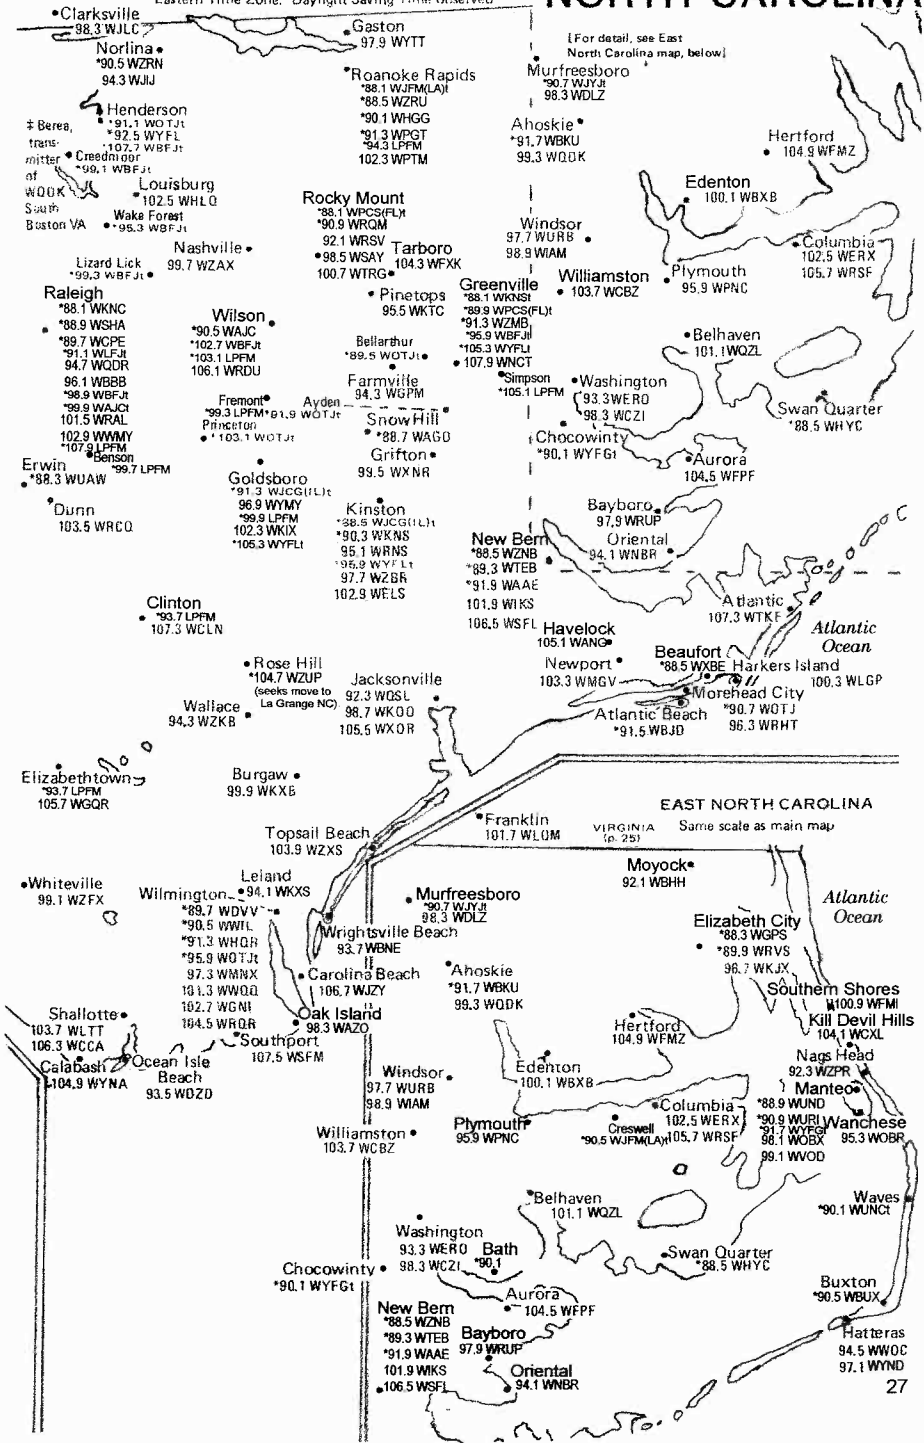 Eastern Time Zone. Daylight Saving Time observed
NORTH CAROLINA
Clarksville
98.3 WJLC
Norlina
*90.5 WZRN
94.3 WJIJ
Henderson
*91.1 WOTJt
*92.5 WYFL
*107.7 WBFJt
‡ Berea,
trans-
mitter
of
WQOK
South
Boston VA
Creedmoor
*99.1 WBFJt
Louisburg
102.5 WHLQ
Wake Forest
*95.3 WBFJt
Gaston
97.9 WYTT
Roanoke Rapids
*88.1 WJFM(LA)t
*88.5 WZRU
*90.1 WHGG
*91.3 WPGT
*94.3 LPFM
102.3 WPTM
[For detail, see East
North Carolina map, below]
Murfreesboro
*90.7 WJYJt
98.3 WDLZ
Ahoskie
*91.7 WBKU
99.3 WQDK
Hertford
104.9 WFMZ
Edenton
100.1 WBXB
Rocky Mount
*88.1 WPCS(FL)t
*90.9 WRQM
92.1 WRSV
98.5 WSAY
100.7 WTRG
Tarboro
104.3 WFXK
Windsor
97.7 WURB
98.9 WIAM
Columbia
102.5 WERX
105.7 WRSF
Nashville
99.7 WZAX
Lizard Lick
*99.3 WBFJt
Raleigh
*88.1 WKNC
*88.9 WSHA
*89.7 WCPE
*91.1 WLFJt
94.7 WQDR
96.1 WBBB
*98.9 WBFJt
*99.9 WAJCt
101.5 WRAL
102.9 WWMY
*107.9 LPFM
Benson
*99.7 LPFM
Wilson
*90.5 WAJC
*102.7 WBFJt
*103.1 LPFM
106.1 WRDU
Pinetops
95.5 WKTC
Greenville
*88.1 WKNSt
*89.9 WPCS(FL)t
*91.3 WZMB
*95.9 WBFJt
*105.3 WYFLt
107.9 WNCT
Williamston
103.7 WCBZ
Plymouth
95.9 WPNC
Bellarthur
*89.5 WOTJt
Belhaven
101.1 WQZL
Farmville
94.3 WGPM
Simpson
*105.1 LPFM
Washington
93.3 WERO
98.3 WCZI
Swan Quarter
*88.5 WHYC
Fremont
*99.3 LPFM
Ayden
*91.9 WOTJt
Princeton
*103.1 WOTJt
Snow Hill
*88.7 WAGO
Chocowinty
*90.1 WYFGt
Grifton
99.5 WXNR
Aurora
104.5 WFPF
Erwin
*88.3 WUAW
Dunn
103.5 WRCQ
Goldsboro
*91.3 WJCG(IL)t
96.9 WYMY
*99.9 LPFM
102.3 WKIX
*105.3 WYFLt
Kinston
*88.5 WJCG(IL)t
*90.3 WKNS
95.1 WRNS
*95.9 WYFLt
97.7 WZBR
102.9 WELS
Bayboro
97.9 WRUP
Oriental
94.1 WNBR
New Bern
*88.5 WZNB
*89.3 WTEB
*91.9 WAAE
101.9 WIKS
106.5 WSFL
Clinton
*93.7 LPFM
107.3 WCLN
Atlantic
107.3 WTKF
Atlantic
Ocean
Havelock
105.1 WANG
Rose Hill
*104.7 WZUP
(seeks move to
La Grange NC)
Newport
103.3 WMGV
Beaufort
*88.5 WXBE
Harkers Island
100.3 WLGP
Jacksonville
92.3 WQSL
98.7 WKOO
105.5 WXQR
Wallace
94.3 WZKB
Morehead City
*90.7 WOTJ
96.3 WRHT
Atlantic Beach
*91.5 WBJD
Elizabethtown
*93.7 LPFM
105.7 WGQR
Burgaw
99.9 WKXB
Topsail Beach
103.9 WZXS
EAST NORTH CAROLINA
Same scale as main map
Franklin
101.7 WLQM
VIRGINIA
(p. 25)
Moyock
92.1 WBHH
Whiteville
99.1 WZFX
Leland
94.1 WKXS
Wilmington
*89.7 WDVV
*90.5 WWIL
*91.3 WHQR
*95.9 WOTJt
97.3 WMNX
101.3 WWQQ
102.7 WGNI
104.5 WRQR
Murfreesboro
*90.7 WJYJt
98.3 WDLZ
Atlantic
Ocean
Wrightsville Beach
93.7 WBNE
Elizabeth City
*88.3 WGPS
*89.9 WRVS
96.7 KJX
Carolina Beach
106.7 WJZY
Ahoskie
*91.7 WBKU
99.3 WQDK
Southern Shores
100.9 WFMI
Oak Island
98.3 WAZO
Kill Devil Hills
104.1 WCXL
Shallotte
103.7 WLTT
106.3 WCCA
Southport
107.5 WSFM
Hertford
104.9 WFMZ
Calabash
104.9 WYNA
Ocean Isle
Beach
93.5 WDZD
Nags Head
92.3 WZPR
Edenton
100.1 WBXB
Windsor
97.7 WURB
98.9 WIAM
Manteo
*88.9 WUND
*90.9 WURI
*91.7 WYFGt
98.1 WOBX
99.1 WVOD
Wanchese
95.3 WOBR
Columbia
102.5 WERX
105.7 WRSF
Plymouth
95.9 WPNC
Creswell
*90.5 WJFM(LA)t
Williamston
103.7 WCBZ
Belhaven
101.1 WQZL
Waves
*90.1 WUNCt
Washington
93.3 WERO
98.3 WCZI
Bath
*90.1
Swan Quarter
*88.5 WHYC
Chocowinty
*90.1 WYFGt
Buxton
*90.5 WBUX
Aurora
104.5 WFPF
New Bern
*88.5 WZNB
*89.3 WTEB
*91.9 WAAE
101.9 WIKS
106.5 WSFL
Bayboro
97.9 WRUP
Oriental
94.1 WNBR
Hatteras
94.5 WWOC
97.1 WYND
27